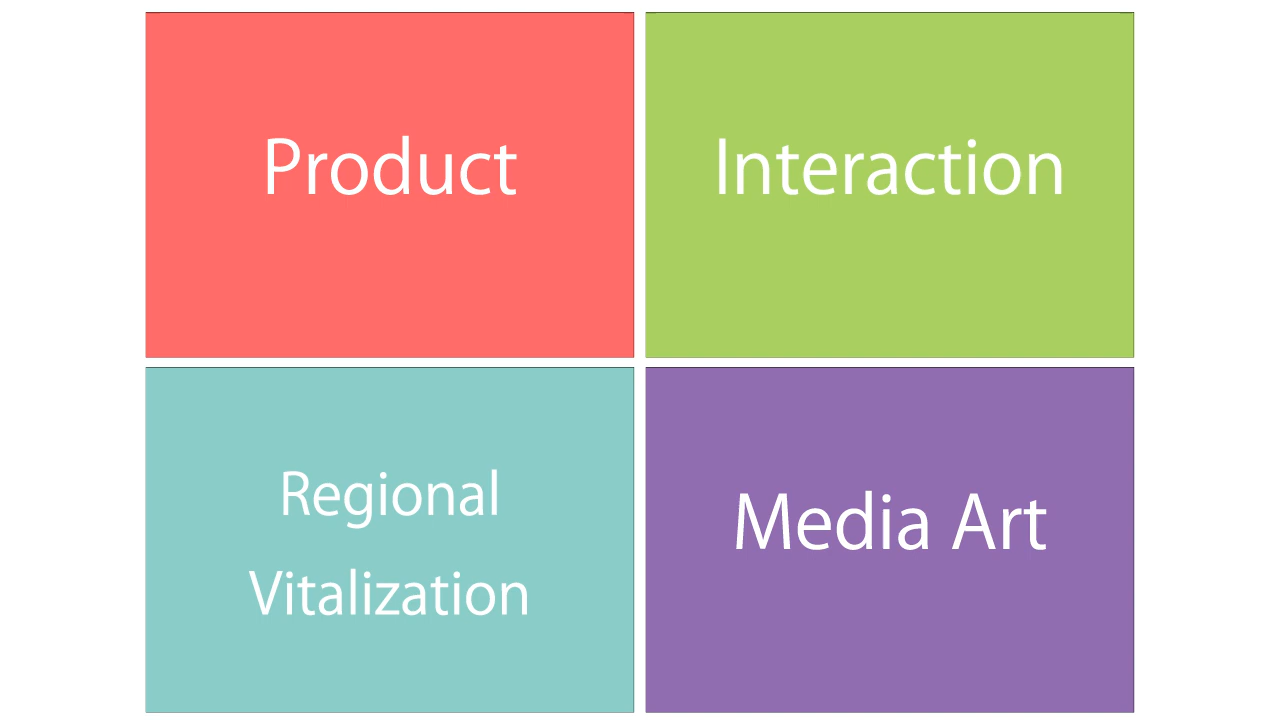 Product
Interaction
Regional
Vitalization
Media Art